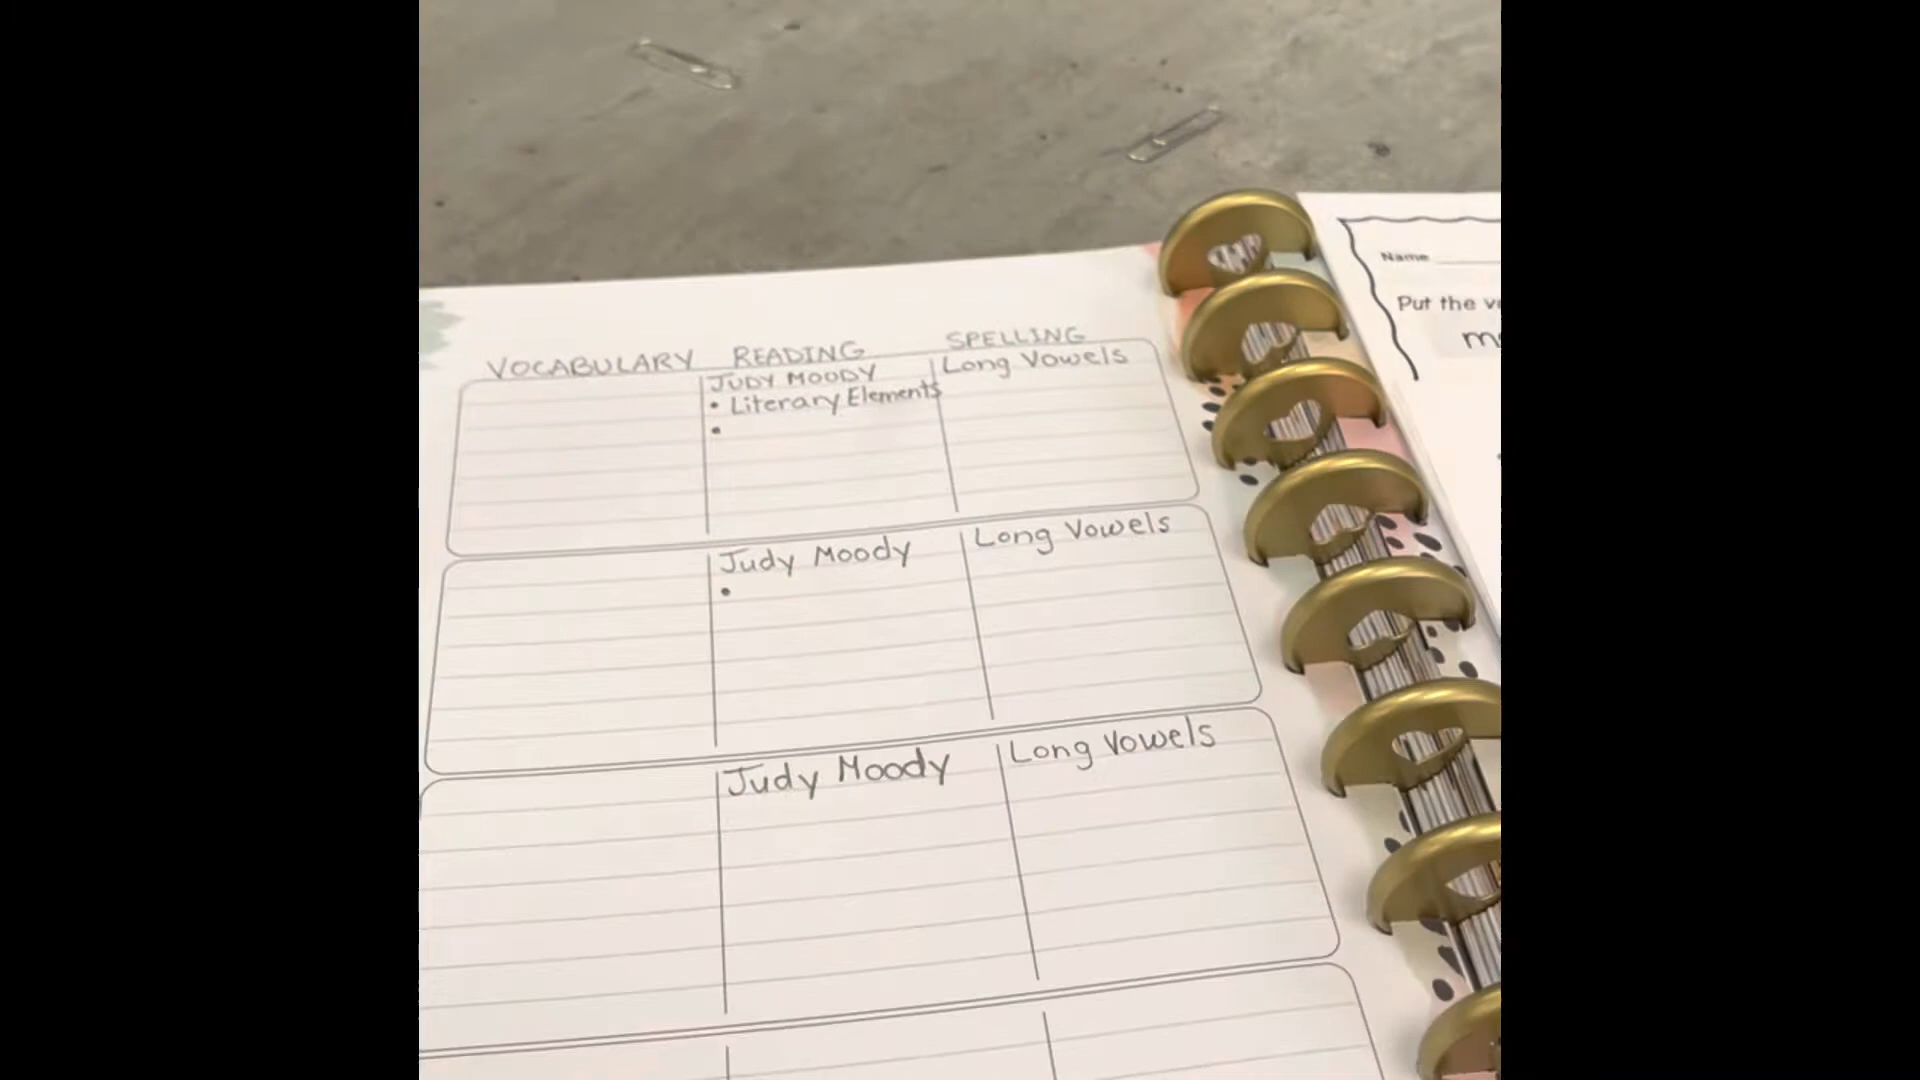 VOCABULARY READING SPELLING
JUDY MOODY
• Literary Elements
•
Long Vowels
Judy Moody
•
Long Vowels
Judy Moody
Long Vowels
Name
Put the